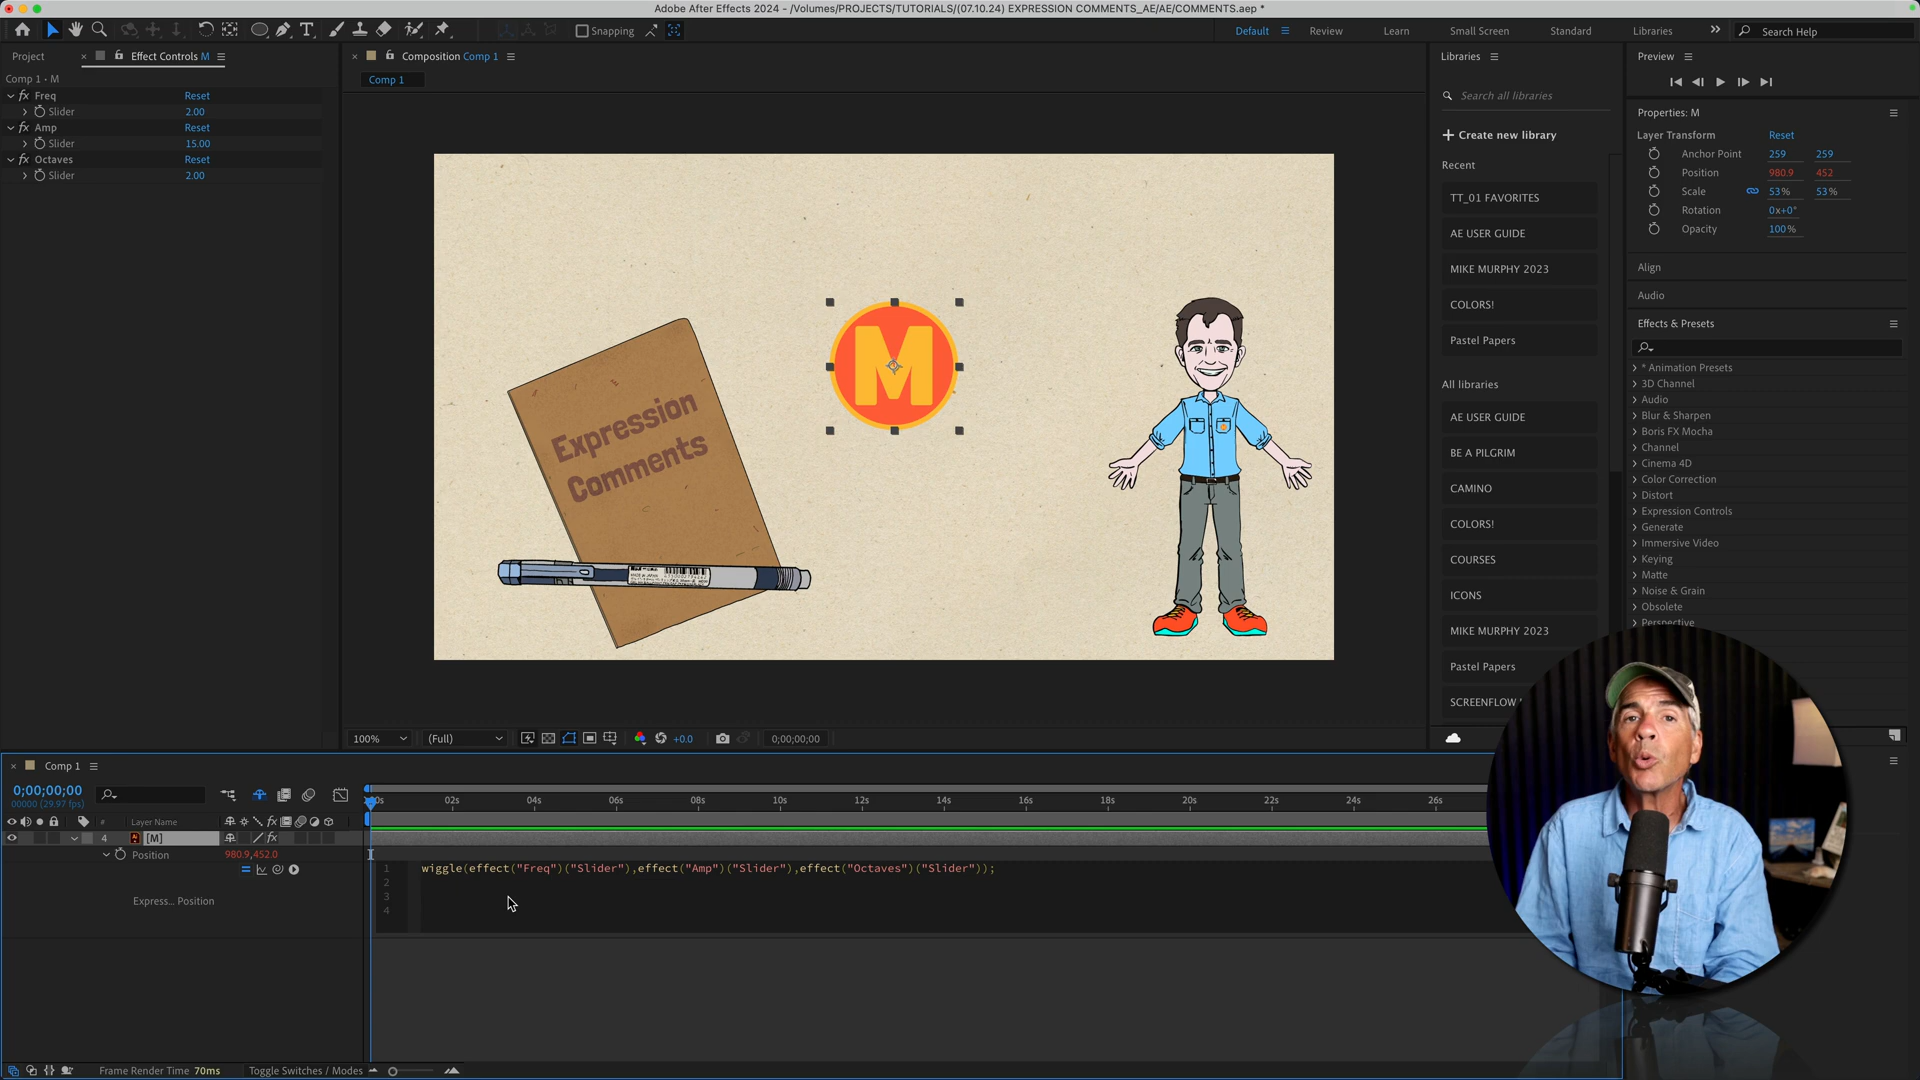 Adobe After Effects 2024 - /Volumes/PROJECTS/TUTORIALS/(07.10.24) EXPRESSION COMMENTS_AE/AE/COMMENTS.aep *
Snapping
Default
Review
Learn
Small Screen
Standard
Libraries
Search Help
Project
Effect Controls M
Comp 1 • M
fx Freq Reset
Slider 2.00
fx Amp Reset
Slider 15.00
fx Octaves Reset
Slider 2.00
Composition Comp 1
Comp 1
Expression
Comments
M
100%
(Full)
+0.0
0;00;00;00
Libraries
Search all libraries
Create new library
Recent
TT_01 FAVORITES
AE USER GUIDE
MIKE MURPHY 2023
COLORS!
Pastel Papers
All libraries
AE USER GUIDE
BE A PILGRIM
CAMINO
COLORS!
COURSES
ICONS
MIKE MURPHY 2023
Pastel Papers
Preview
Properties: M
Layer Transform Reset
Anchor Point 259 259
Position 980.9 452
Scale 53% 53%
Rotation 0x+0°
Opacity 100%
Align
Audio
Effects & Presets
* Animation Presets
3D Channel
Audio
Blur & Sharpen
Boris FX Mocha
Channel
Cinema 4D
Color Correction
Distort
Expression Controls
Generate
Immersive Video
Keying
Matte
Noise & Grain
Obsolete
Perspective
Comp 1
0;00;00;00
00000 (29.97 fps)
02s 04s 06s 08s 10s 12s 14s 16s 18s 20s 22s 24s 26s
# Layer Name
4 [M]
Position 980.9,452.0
Express... Position
1 wiggle(effect("Freq")("Slider"),effect("Amp")("Slider"),effect("Octaves")("Slider"));
2
3
4
Frame Render Time 70ms
Toggle Switches / Modes